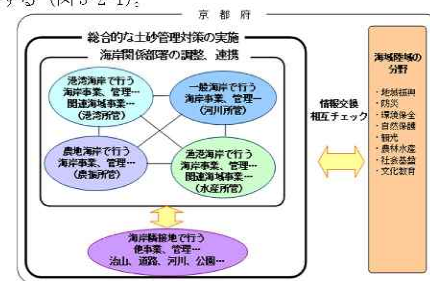 する（図 3-2-1）。
京 都 府
総合的な土砂管理対策の実施
海岸関係部署の調整、連携
港湾海岸で行う
海岸事業、管理…
関連海域事業…
（港湾所管）
一般海岸で行う
海岸事業、管理…
（河川所管）
農地海岸で行う
海岸事業、管理…
（農振所管）
漁港海岸で行う
海岸事業、管理…
関連海域事業…
（水産所管）
海岸隣接地で行う
他事業、管理…
治山、道路、河川、公園…
情報交換
相互チェック
海域陸域の
分野
・地域振興
・防災
・環境保全
・自然保護
・観光
・農林水産
・社会基盤
・文化教育